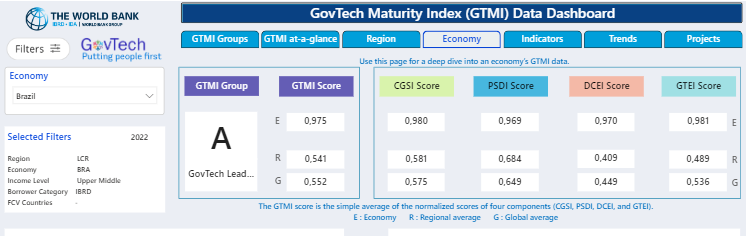 THE WORLD BANK
IBRD • IDA | WORLD BANK GROUP
GovTech Maturity Index (GTMI) Data Dashboard
Filters
GovTech
Putting people first
GTMI Groups
GTMI at-a-glance
Region
Economy
Indicators
Trends
Projects
Use this page for a deep dive into an economy's GTMI data.
Economy
Brazil
Selected Filters 2022
Region LCR
Economy BRA
Income Level Upper Middle
Borrower Category IBRD
FCV Countries -
GTMI Group GTMI Score CGSI Score PSDI Score DCEI Score GTEI Score
A
GovTech Lead...
E 0,975 0,980 0,969 0,970 0,981 E
R 0,541 0,581 0,684 0,409 0,489 R
G 0,552 0,575 0,649 0,449 0,536 G
The GTMI score is the simple average of the normalized scores of four components (CGSI, PSDI, DCEI, and GTEI).
E : Economy R : Regional average G : Global average